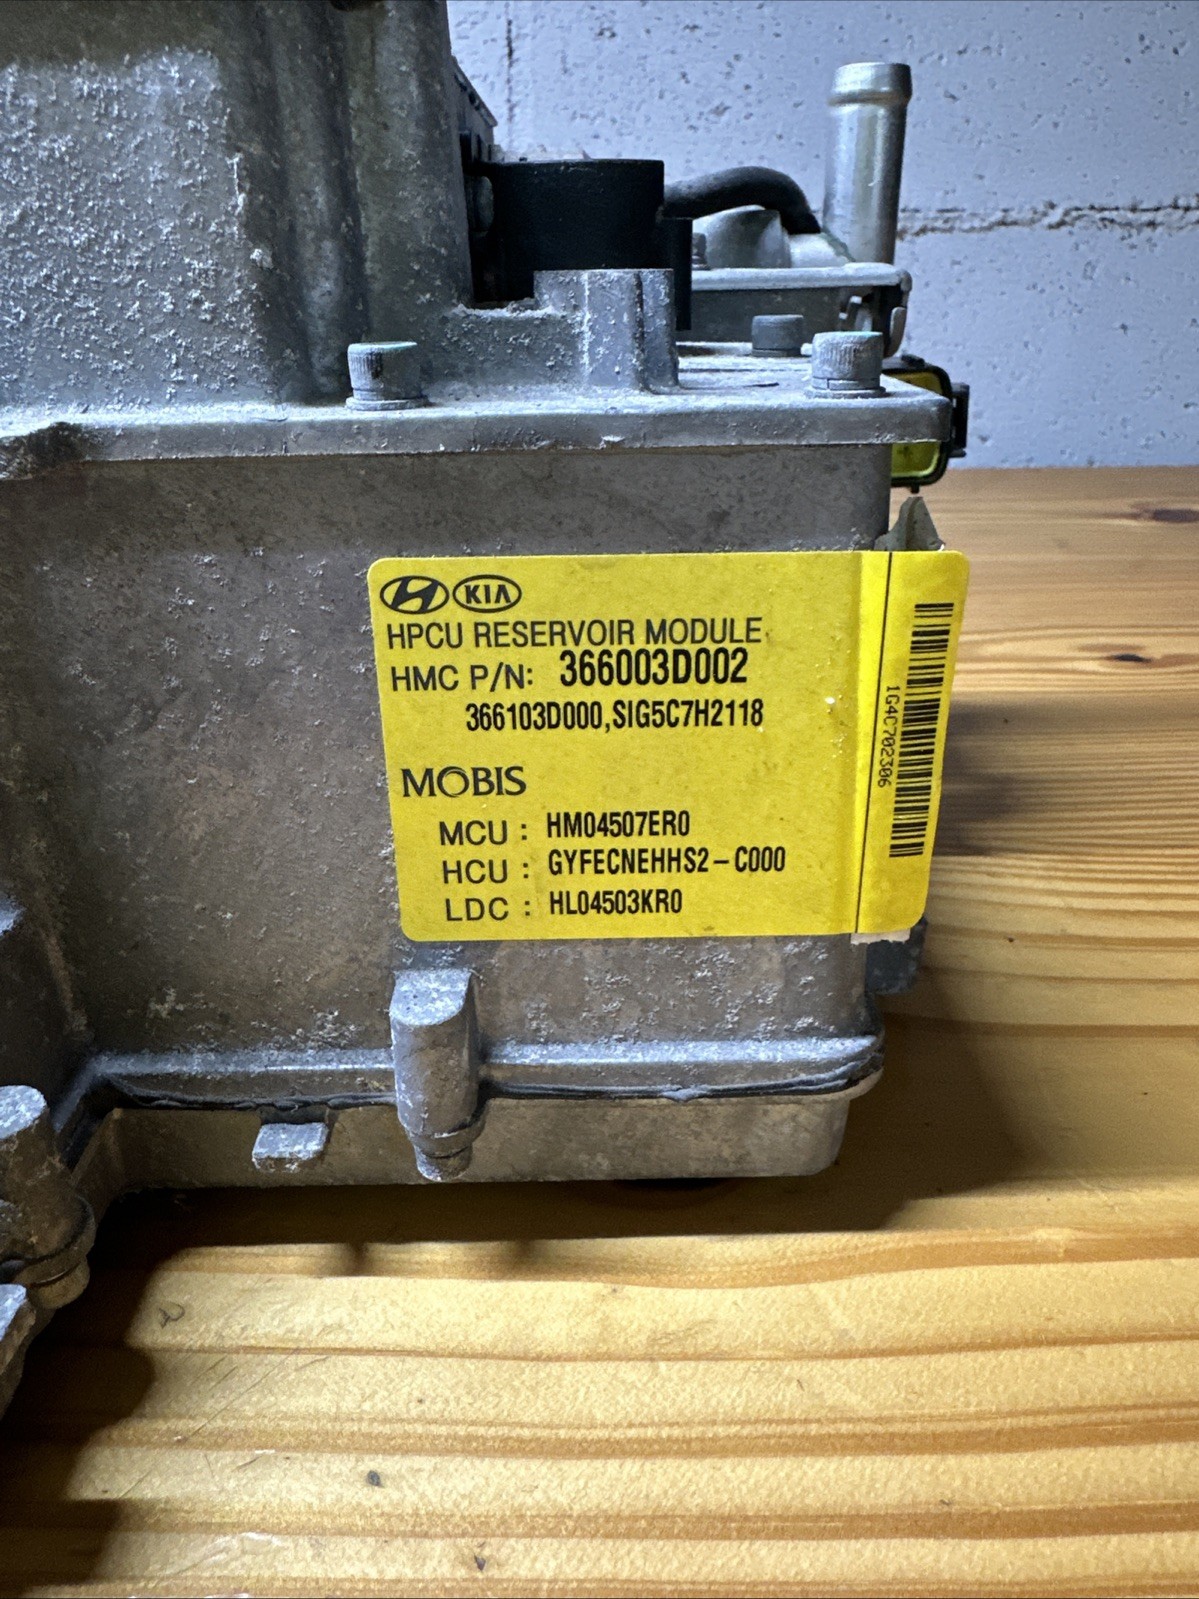 KIA
HPCU RESERVOIR MODULE
HMC P/N: 366003D002
366103D000,SIG5C7H2118
MOBIS
MCU : HM04507ER0
HCU : GYFECNEHHS2-C000
LDC : HL04503KR0
1G4C702306